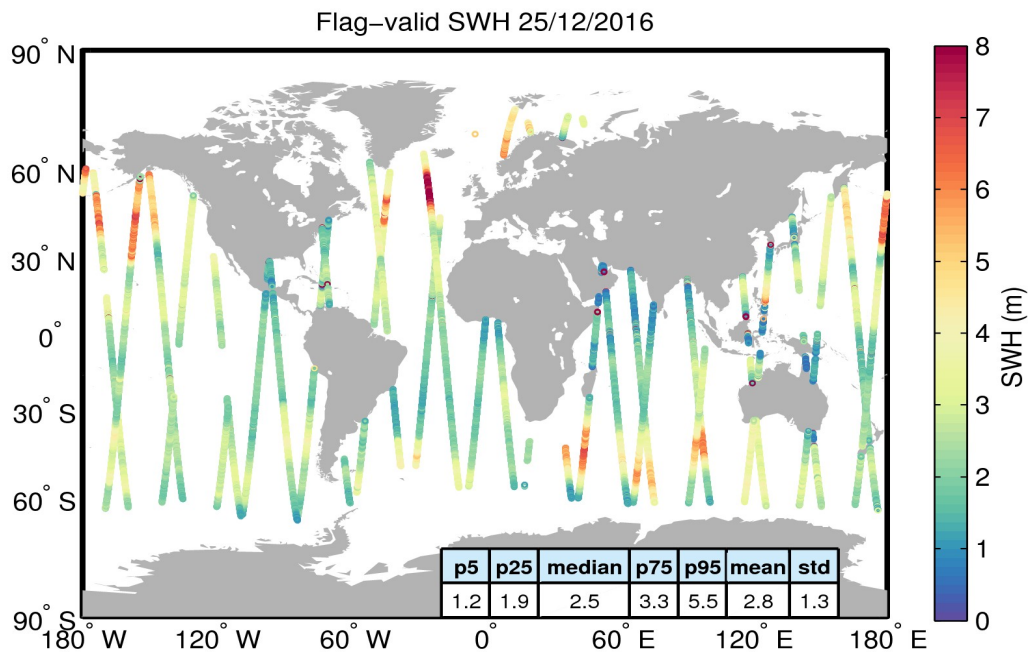 Flag−valid SWH 25/12/2016
90° N
60° N
30° N
0°
30° S
60° S
90° S
180° W
120° W
60° W
0°
60° E
120° E
180° E
8
7
6
5
4
3
2
1
0
SWH (m)
p5 p25 median p75 p95 mean std
1.2 1.9 2.5 3.3 5.5 2.8 1.3